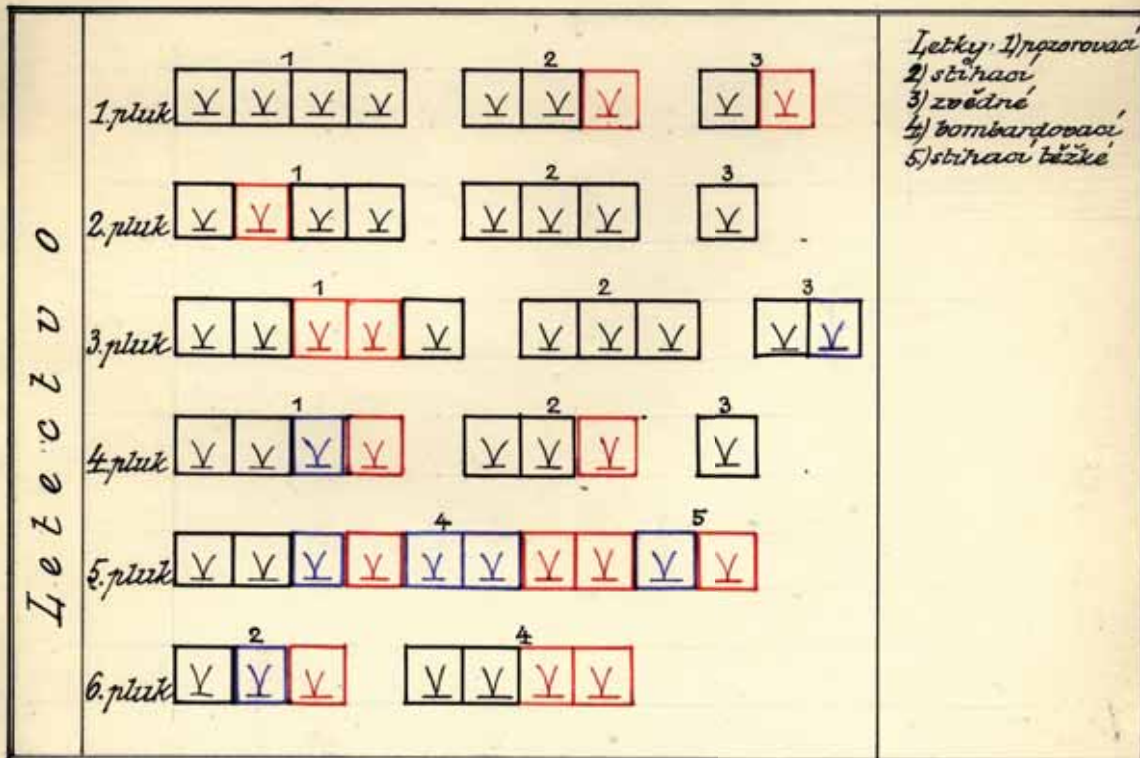 Letectvo
1 2 3
1.pluk V V V V V V V V V
1 2 3
2.pluk V V V V V V V V
1 2 3
3.pluk V V V V V V V V V V
1 2 3
4.pluk V V V V V V V V
4 5
5.pluk V V V V V V V V V V
2 4
6.pluk V V V V V V V
Letky: 1) pozorovací
2) stíhací
3) zvědné
4) bombardovací
5) stíhací těžké